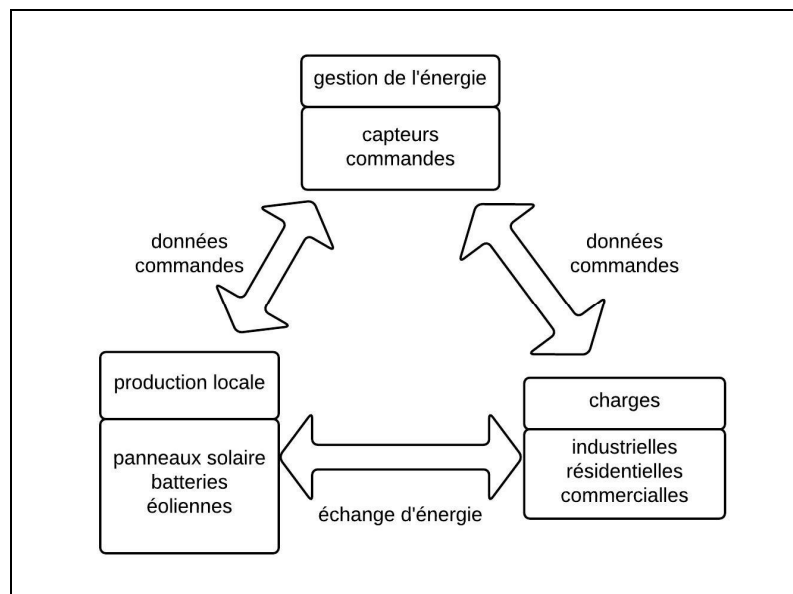 gestion de l'énergie
capteurs
commandes
données
commandes
données
commandes
production locale
panneaux solaire
batteries
éoliennes
charges
industrielles
résidentielles
commercialles
échange d'énergie